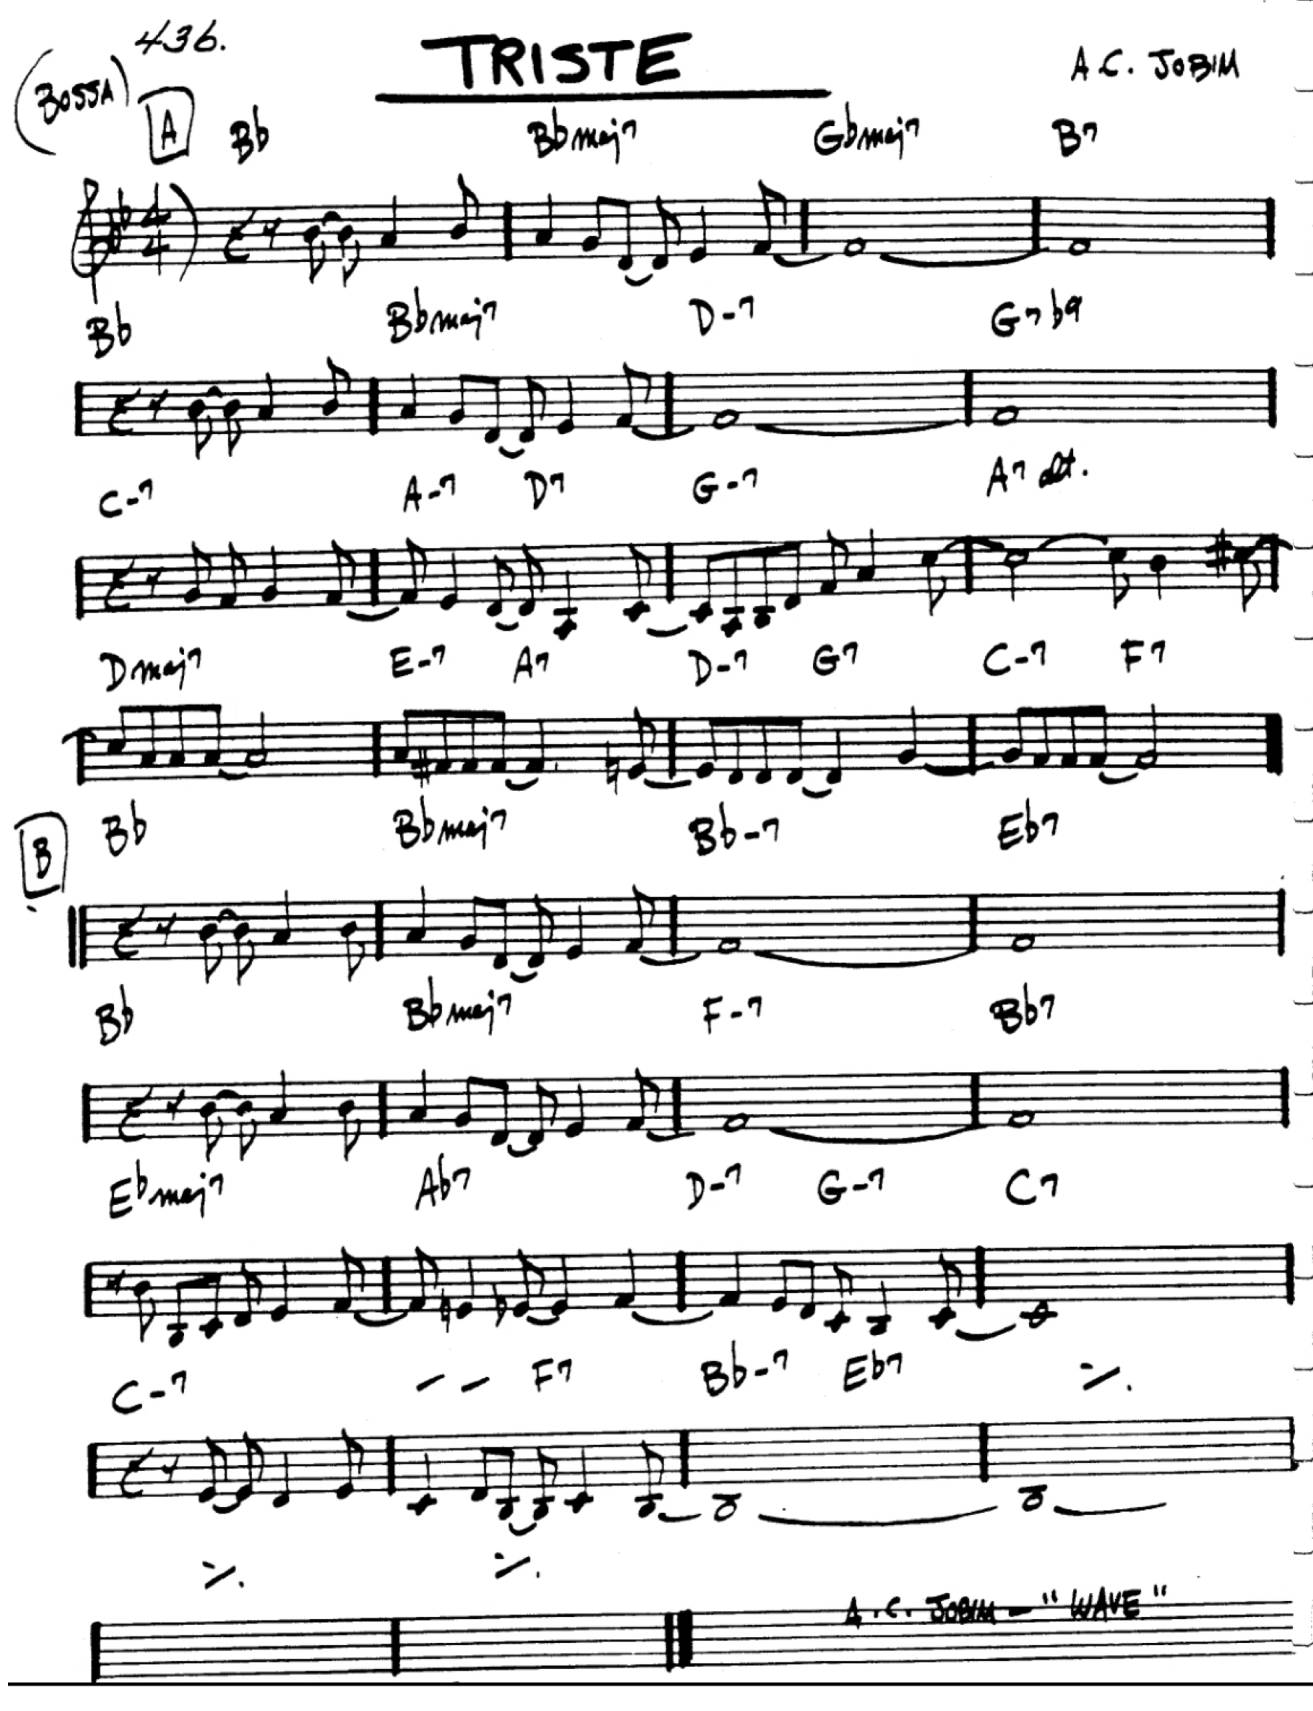 436.
TRISTE
A.C. JOBIM
(BOSSA)
A Bb Bbmaj7 Gbmaj7 B7
4/4
Bb Bbmaj7 D-7 G7b9
C-7 A-7 D7 G-7 A7 alt.
Dmaj7 E-7 A7 D-7 G7 C-7 F7
B Bb Bbmaj7 Bb-7 Eb7
Bb Bbmaj7 F-7 Bb7
Ebmaj7 Ab7 D-7 G-7 C7
C-7 – – F7 Bb-7 Eb7 ٪
٪ ٪
A.C. JOBIM – "WAVE"